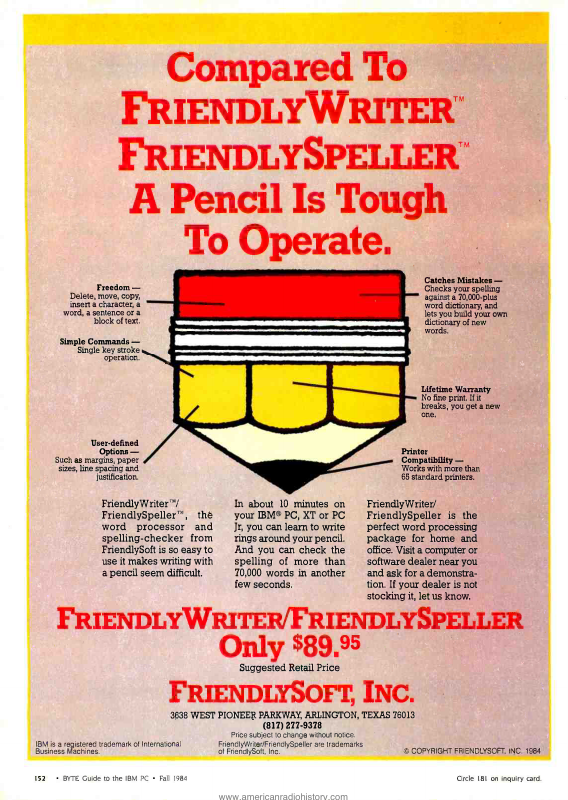 Compared To
FRIENDLYWRITER™
FRIENDLYSPELLER™
A Pencil Is Tough
To Operate.
Freedom —
Delete, move, copy,
insert a character, a
word, a sentence or a
block of text.
Simple Commands —
Single key stroke
operation.
User-defined
Options —
Such as margins, paper
sizes, line spacing and
justification.
Catches Mistakes —
Checks your spelling
against a 70,000-plus
word dictionary, and
lets you build your own
dictionary of new
words.
Lifetime Warranty
No fine print. If it
breaks, you get a new
one.
Printer
Compatibility —
Works with more than
65 standard printers.
FriendlyWriter™/
FriendlySpeller™, the
word processor and
spelling-checker from
FriendlySoft is so easy to
use it makes writing with
a pencil seem difficult.
In about 10 minutes on
your IBM® PC, XT or PC
Jr, you can learn to write
rings around your pencil.
And you can check the
spelling of more than
70,000 words in another
few seconds.
FriendlyWriter/
FriendlySpeller is the
perfect word processing
package for home and
office. Visit a computer or
software dealer near you
and ask for a demonstra-
tion. If your dealer is not
stocking it, let us know.
FRIENDLYWRITER/FRIENDLYSPELLER
Only $89.95
Suggested Retail Price
FRIENDLYSOFT, INC.
3638 WEST PIONEER PARKWAY, ARLINGTON, TEXAS 76013
(817) 277-9378
Price subject to change without notice.
IBM is a registered trademark of International
Business Machines.
FriendlyWriter/FriendlySpeller are trademarks
of FriendlySoft, Inc.
© COPYRIGHT FRIENDLYSOFT, INC. 1984
152 • BYTE Guide to the IBM PC • Fall 1984
Circle 181 on inquiry card.
www.americanradiohistory.com